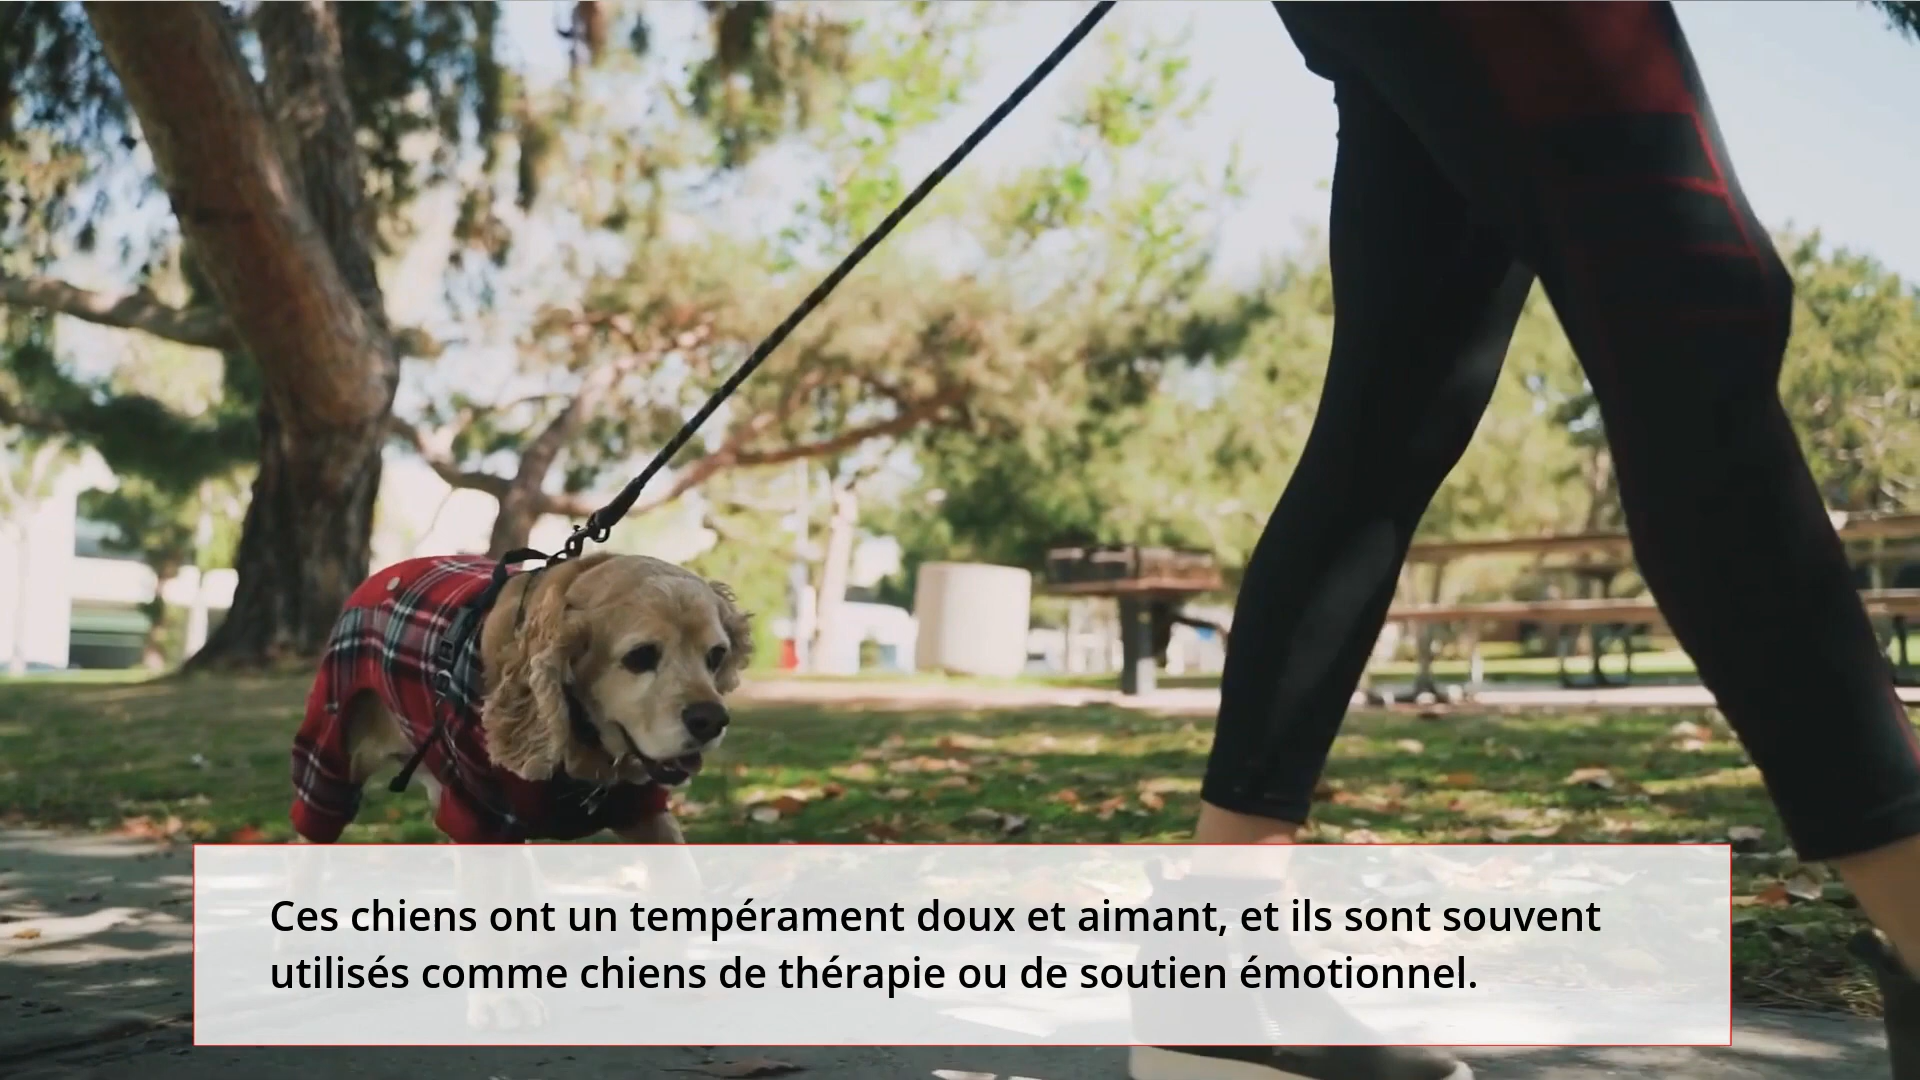 Ces chiens ont un tempérament doux et aimant, et ils sont souvent
utilisés comme chiens de thérapie ou de soutien émotionnel.